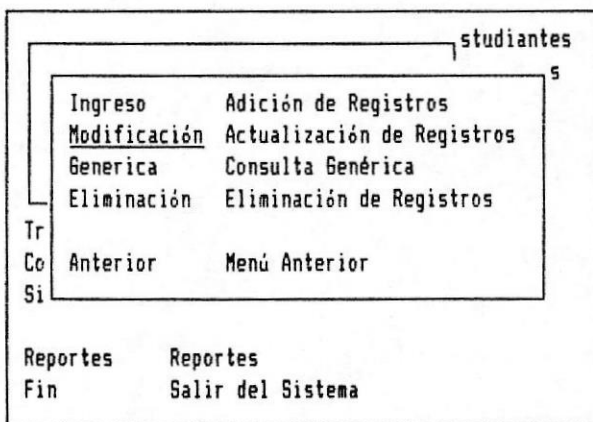 studiantes
s
Ingreso Adición de Registros
Modificación Actualización de Registros
Generica Consulta Genérica
Eliminación Eliminación de Registros
Tr
Co Anterior Menú Anterior
Si
Reportes Reportes
Fin Salir del Sistema